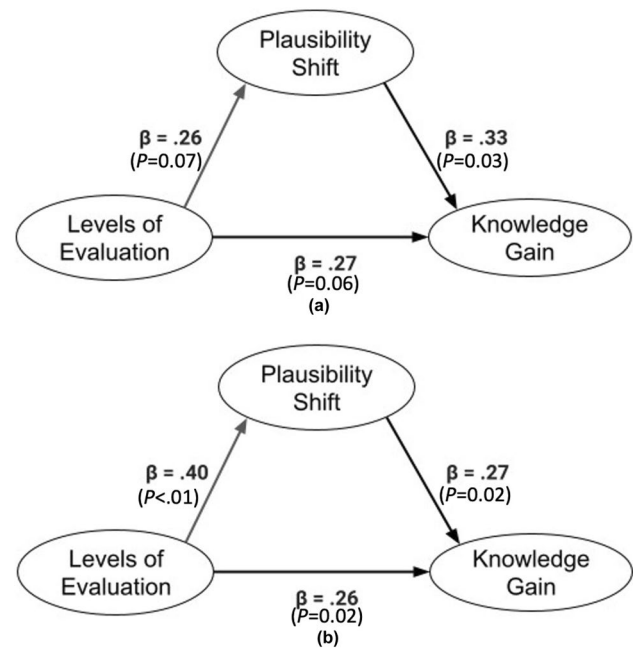 Plausibility
Shift
β = .26
(P=0.07)
β = .33
(P=0.03)
Levels of
Evaluation
Knowledge
Gain
β = .27
(P=0.06)
(a)
Plausibility
Shift
β = .40
(P<.01)
β = .27
(P=0.02)
Levels of
Evaluation
Knowledge
Gain
β = .26
(P=0.02)
(b)